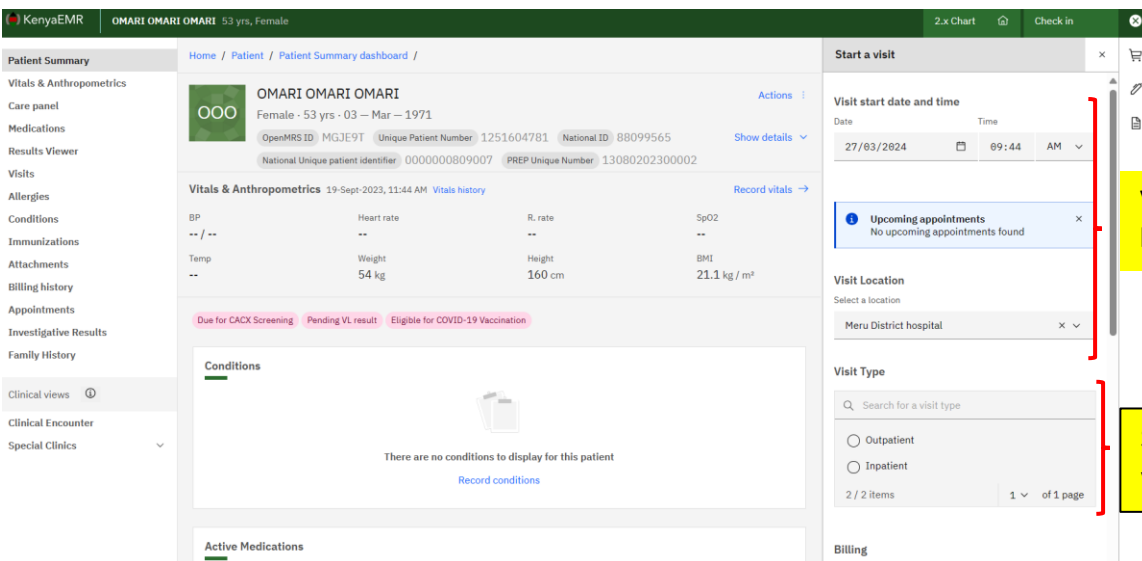 KenyaEMR
OMARI OMARI OMARI 53 yrs, Female
2.x Chart
Check in
Patient Summary
Vitals & Anthropometrics
Care panel
Medications
Results Viewer
Visits
Allergies
Conditions
Immunizations
Attachments
Billing history
Appointments
Investigative Results
Family History
Clinical views
Clinical Encounter
Special Clinics
Home / Patient / Patient Summary dashboard /
OOO
OMARI OMARI OMARI
Actions
Female · 53 yrs · 03 — Mar — 1971
OpenMRS ID MGJE9T Unique Patient Number 1251604781 National ID 88099565
Show details
National Unique patient identifier 0000000809007 PREP Unique Number 13080202300002
Vitals & Anthropometrics 19-Sept-2023, 11:44 AM Vitals history
Record vitals →
BP Heart rate R. rate SpO2
-- / -- -- -- --
Temp Weight Height BMI
-- 54 kg 160 cm 21.1 kg / m²
Due for CACX Screening Pending VL result Eligible for COVID-19 Vaccination
Conditions
There are no conditions to display for this patient
Record conditions
Active Medications
Start a visit
Visit start date and time
Date Time
27/03/2024 09:44 AM
Upcoming appointments
No upcoming appointments found
Visit Location
Select a location
Meru District hospital
Visit Type
Search for a visit type
Outpatient
Inpatient
2 / 2 items 1 of 1 page
Billing